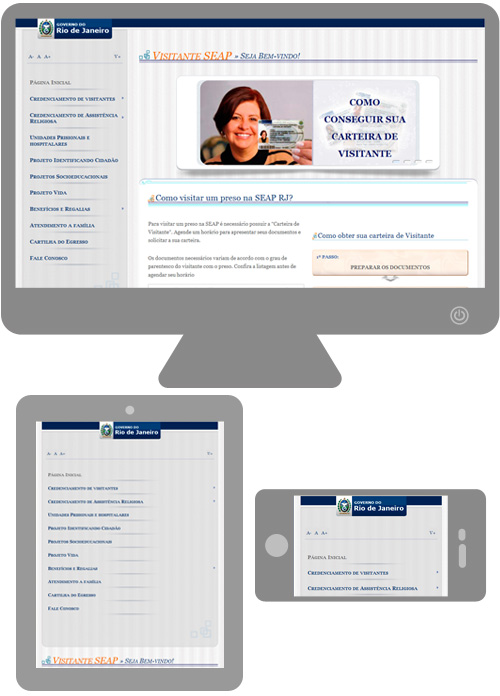 GOVERNO DO
Rio de Janeiro
A- A A+
V+
VISITANTE SEAP » SEJA BEM-VINDO!
PÁGINA INICIAL
CREDENCIAMENTO DE VISITANTES
CREDENCIAMENTO DE ASSISTÊNCIA
RELIGIOSA
UNIDADES PRISIONAIS E
HOSPITALARES
PROJETO IDENTIFICANDO CIDADÃO
PROJETOS SOCIOEDUCACIONAIS
PROJETO VIDA
BENEFÍCIOS E REGALIAS
ATENDIMENTO A FAMÍLIA
CARTILHA DO EGRESSO
FALE CONOSCO
COMO
CONSEGUIR SUA
CARTEIRA DE
VISITANTE
Como visitar um preso na SEAP RJ?
Para visitar um preso na SEAP é necessário possuir a "Carteira de
Visitante". Agende um horário para apresentar seus documentos e
solicitar a sua carteira.
Os documentos necessários variam de acordo com o grau de
parentesco do visitante com o preso. Confira a listagem antes de
agendar seu horário
Como obter sua carteira de Visitante
1º PASSO:
PREPARAR OS DOCUMENTOS
GOVERNO DO
Rio de Janeiro
A- A A+
V+
PÁGINA INICIAL
CREDENCIAMENTO DE VISITANTES
CREDENCIAMENTO DE ASSISTÊNCIA RELIGIOSA
UNIDADES PRISIONAIS E HOSPITALARES
PROJETO IDENTIFICANDO CIDADÃO
PROJETOS SOCIOEDUCACIONAIS
PROJETO VIDA
BENEFÍCIOS E REGALIAS
ATENDIMENTO A FAMÍLIA
CARTILHA DO EGRESSO
FALE CONOSCO
VISITANTE SEAP » SEJA BEM-VINDO!
GOVERNO DO
Rio de Janeiro
A- A A+
V+
PÁGINA INICIAL
CREDENCIAMENTO DE VISITANTES
CREDENCIAMENTO DE ASSISTÊNCIA RELIGIOSA